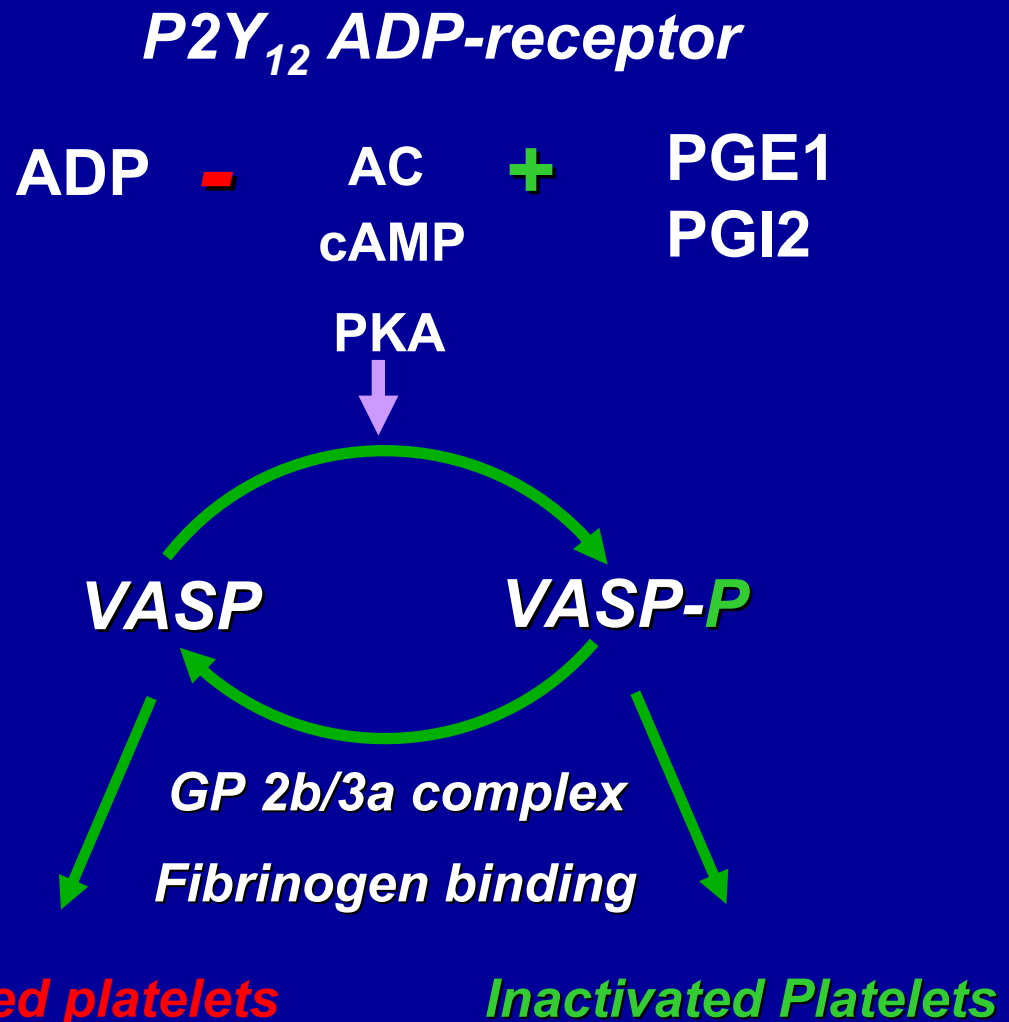 P2Y12 ADP-receptor
ADP - AC + PGE1
cAMP PGI2
PKA
VASP VASP-P
GP 2b/3a complex
Fibrinogen binding
ed platelets Inactivated Platelets